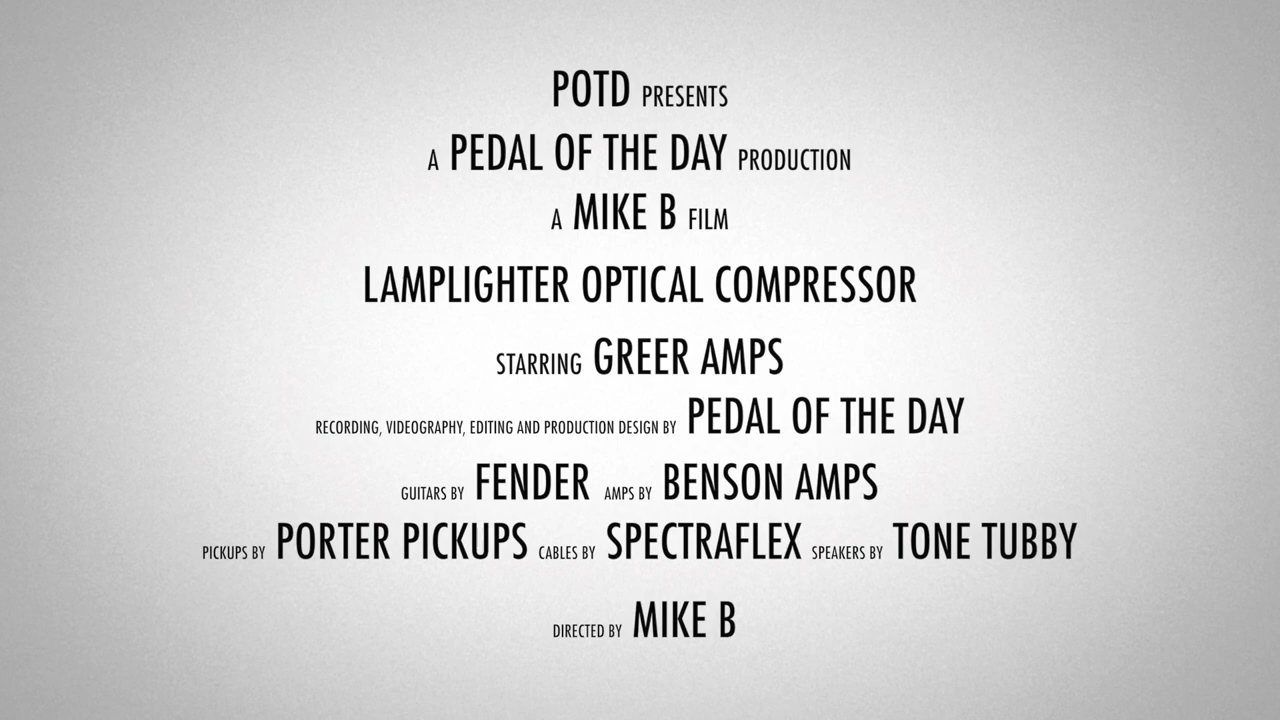 POTD PRESENTS
A PEDAL OF THE DAY PRODUCTION
A MIKE B FILM
LAMPLIGHTER OPTICAL COMPRESSOR
STARRING GREER AMPS
RECORDING, VIDEOGRAPHY, EDITING AND PRODUCTION DESIGN BY PEDAL OF THE DAY
GUITARS BY FENDER AMPS BY BENSON AMPS
PICKUPS BY PORTER PICKUPS CABLES BY SPECTRAFLEX SPEAKERS BY TONE TUBBY
DIRECTED BY MIKE B